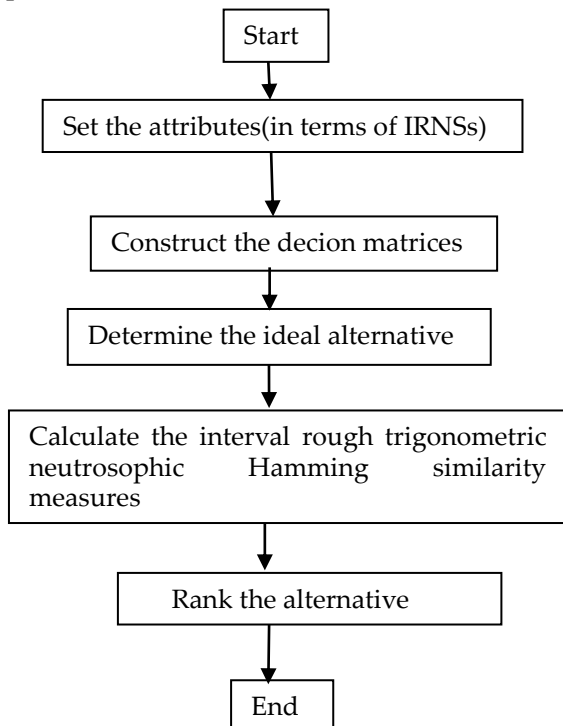 Start
Set the attributes(in terms of IRNSs)
Construct the decion matrices
Determine the ideal alternative
Calculate the interval rough trigonometric
neutrosophic Hamming similarity
measures
Rank the alternative
End